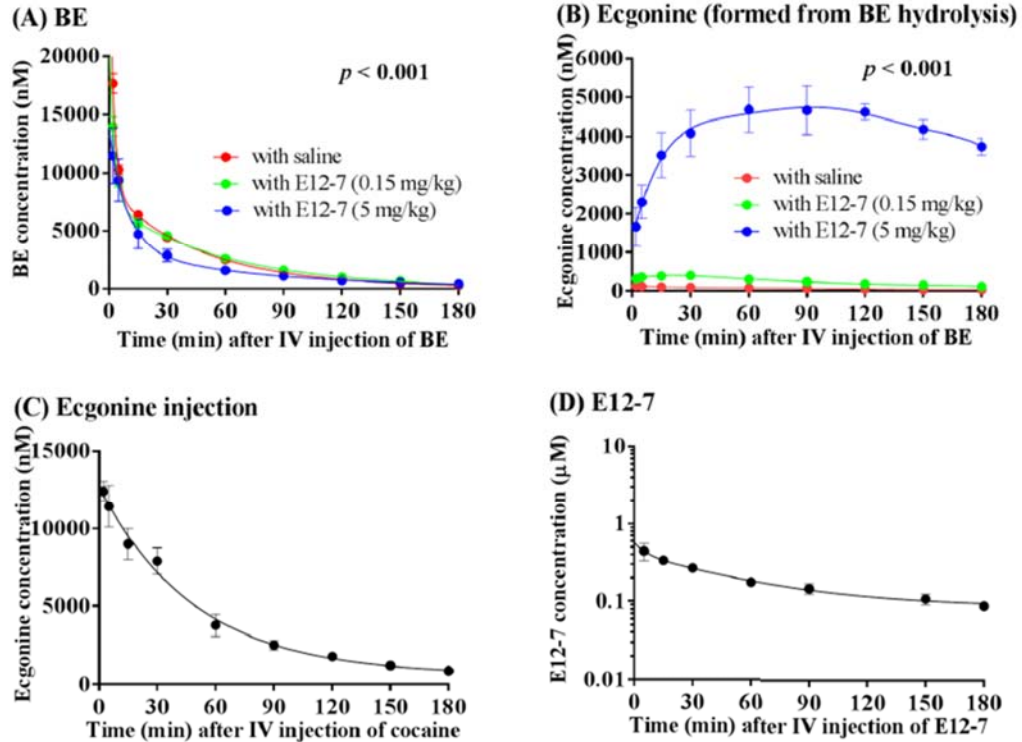 (A) BE
20000
15000
10000
5000
0
BE concentration (nM)
p < 0.001
with saline
with E12-7 (0.15 mg/kg)
with E12-7 (5 mg/kg)
0 30 60 90 120 150 180
Time (min) after IV injection of BE
(B) Ecgonine (formed from BE hydrolysis)
6000
5000
4000
3000
2000
1000
0
Ecgonine concentration (nM)
p < 0.001
with saline
with E12-7 (0.15 mg/kg)
with E12-7 (5 mg/kg)
0 30 60 90 120 150 180
Time (min) after IV injection of BE
(C) Ecgonine injection
15000
10000
5000
0
Ecgonine concentration (nM)
0 30 60 90 120 150 180
Time (min) after IV injection of cocaine
(D) E12-7
10
1
0.1
0.01
E12-7 concentration (μM)
0 30 60 90 120 150 180
Time (min) after IV injection of E12-7